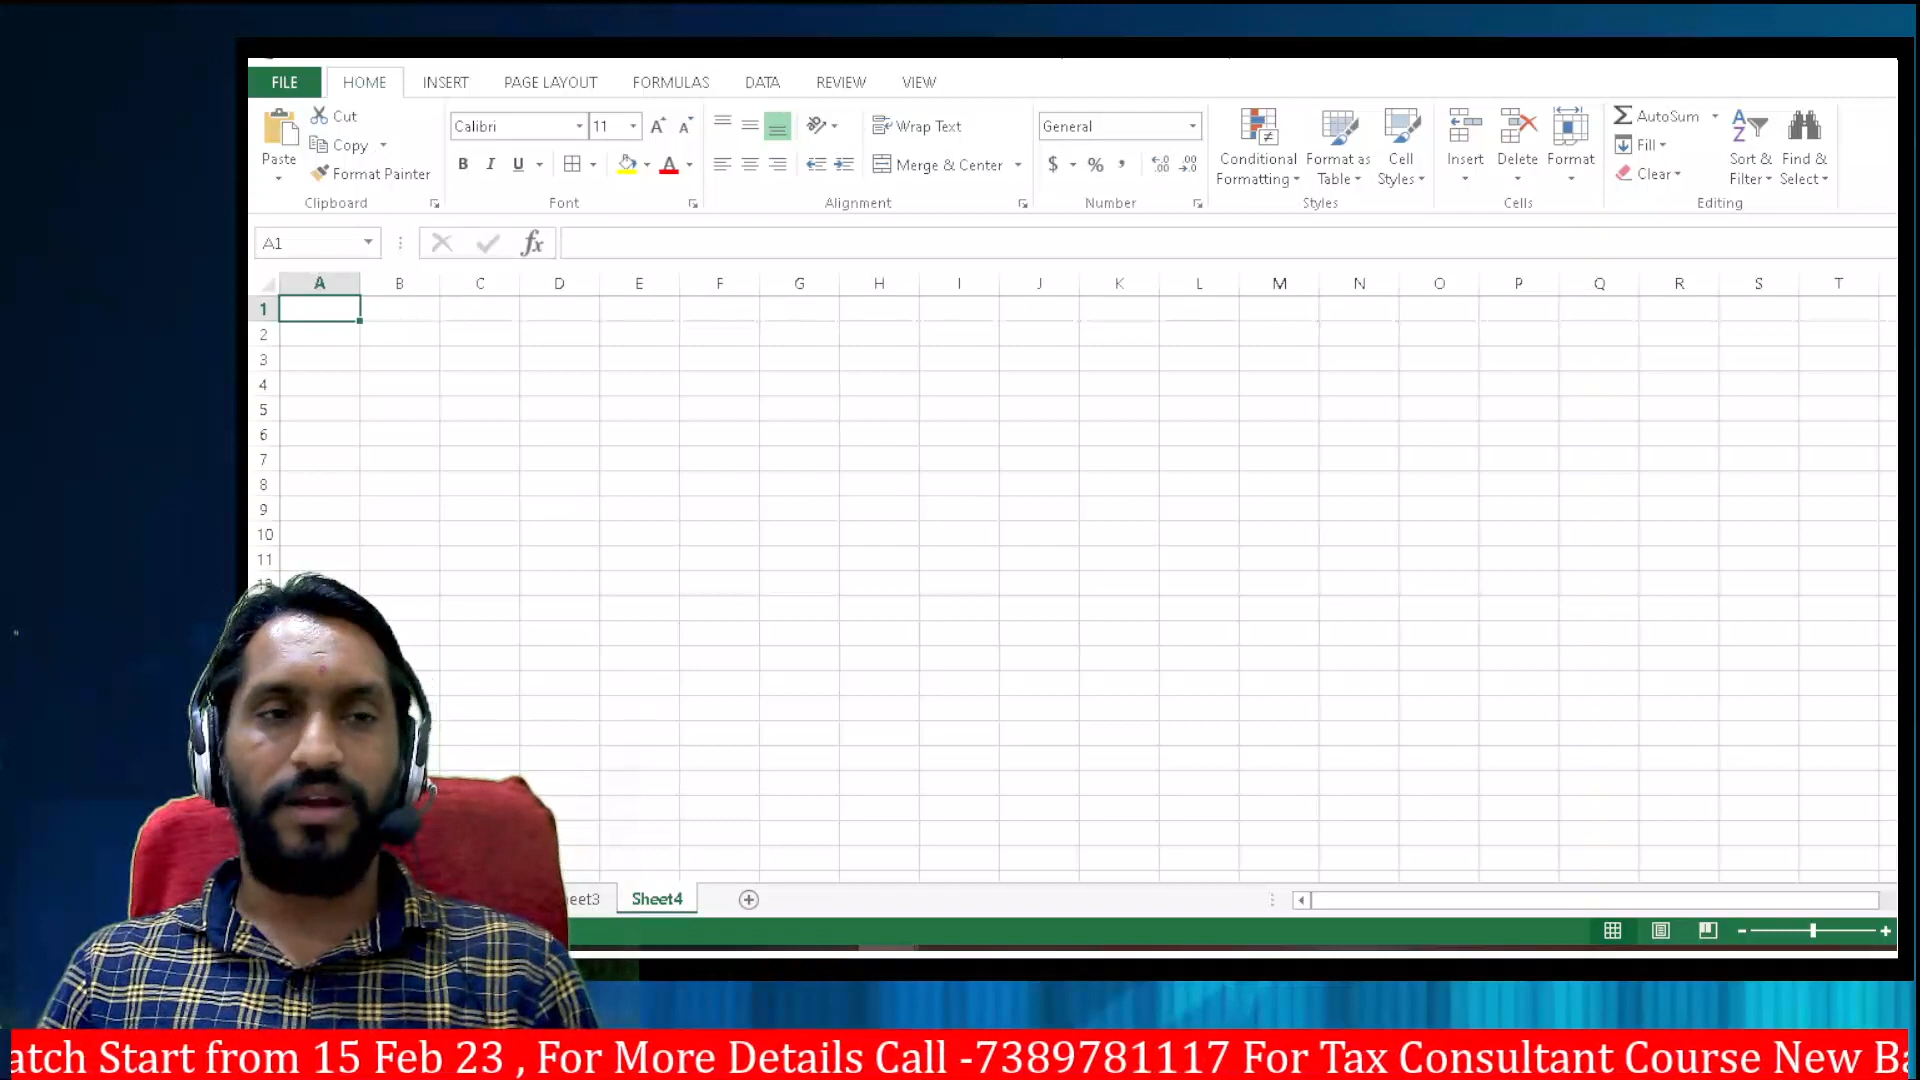 FILE HOME INSERT PAGE LAYOUT FORMULAS DATA REVIEW VIEW
Paste
Cut
Copy
Format Painter
Clipboard
Calibri 11
B I U A
Font
Wrap Text
Merge & Center
Alignment
General
$ % ,
Number
Conditional Formatting
Format as Table
Cell Styles
Styles
Insert Delete Format
Cells
AutoSum
Fill
Clear
Sort & Filter
Find & Select
Editing
A1 fx
A B C D E F G H I J K L M N O P Q R S T
1
2
3
4
5
6
7
8
9
10
11
eet3 Sheet4
atch Start from 15 Feb 23 , For More Details Call -7389781117 For Tax Consultant Course New Ba